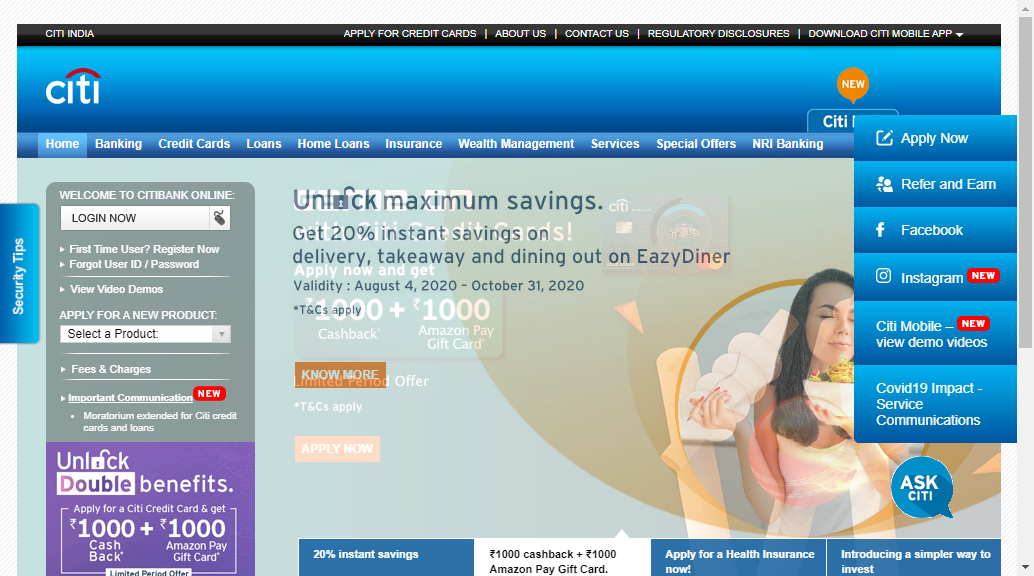 CITI INDIA
APPLY FOR CREDIT CARDS | ABOUT US | CONTACT US | REGULATORY DISCLOSURES | DOWNLOAD CITI MOBILE APP
citi
NEW
Citi
Home Banking Credit Cards Loans Home Loans Insurance Wealth Management Services Special Offers NRI Banking
Apply Now
Refer and Earn
Facebook
Instagram NEW
Citi Mobile – NEW
view demo videos
Covid19 Impact -
Service
Communications
ASK
CITI
Security Tips
WELCOME TO CITIBANK ONLINE:
LOGIN NOW
First Time User? Register Now
Forgot User ID / Password
View Video Demos
APPLY FOR A NEW PRODUCT:
Select a Product:
Fees & Charges
Important Communication NEW
Moratorium extended for Citi credit
cards and loans
Unlock
Double benefits.
Apply for a Citi Credit Card & get
₹1000 + ₹1000
Cash Back* Amazon Pay Gift Card*
Limited Period Offer
Unlock maximum savings.
with Citi Credit Cards!
Get 20% instant savings on
delivery, takeaway and dining out on EazyDiner
Apply now and get
Validity : August 4, 2020 – October 31, 2020
*T&Cs apply
₹1000 + ₹1000
Cashback* Amazon Pay
Gift Card*
KNOW MORE
Limited Period Offer
*T&Cs apply
APPLY NOW
citi
20% instant savings
₹1000 cashback + ₹1000
Amazon Pay Gift Card.
Apply for a Health Insurance
now!
Introducing a simpler way to
invest